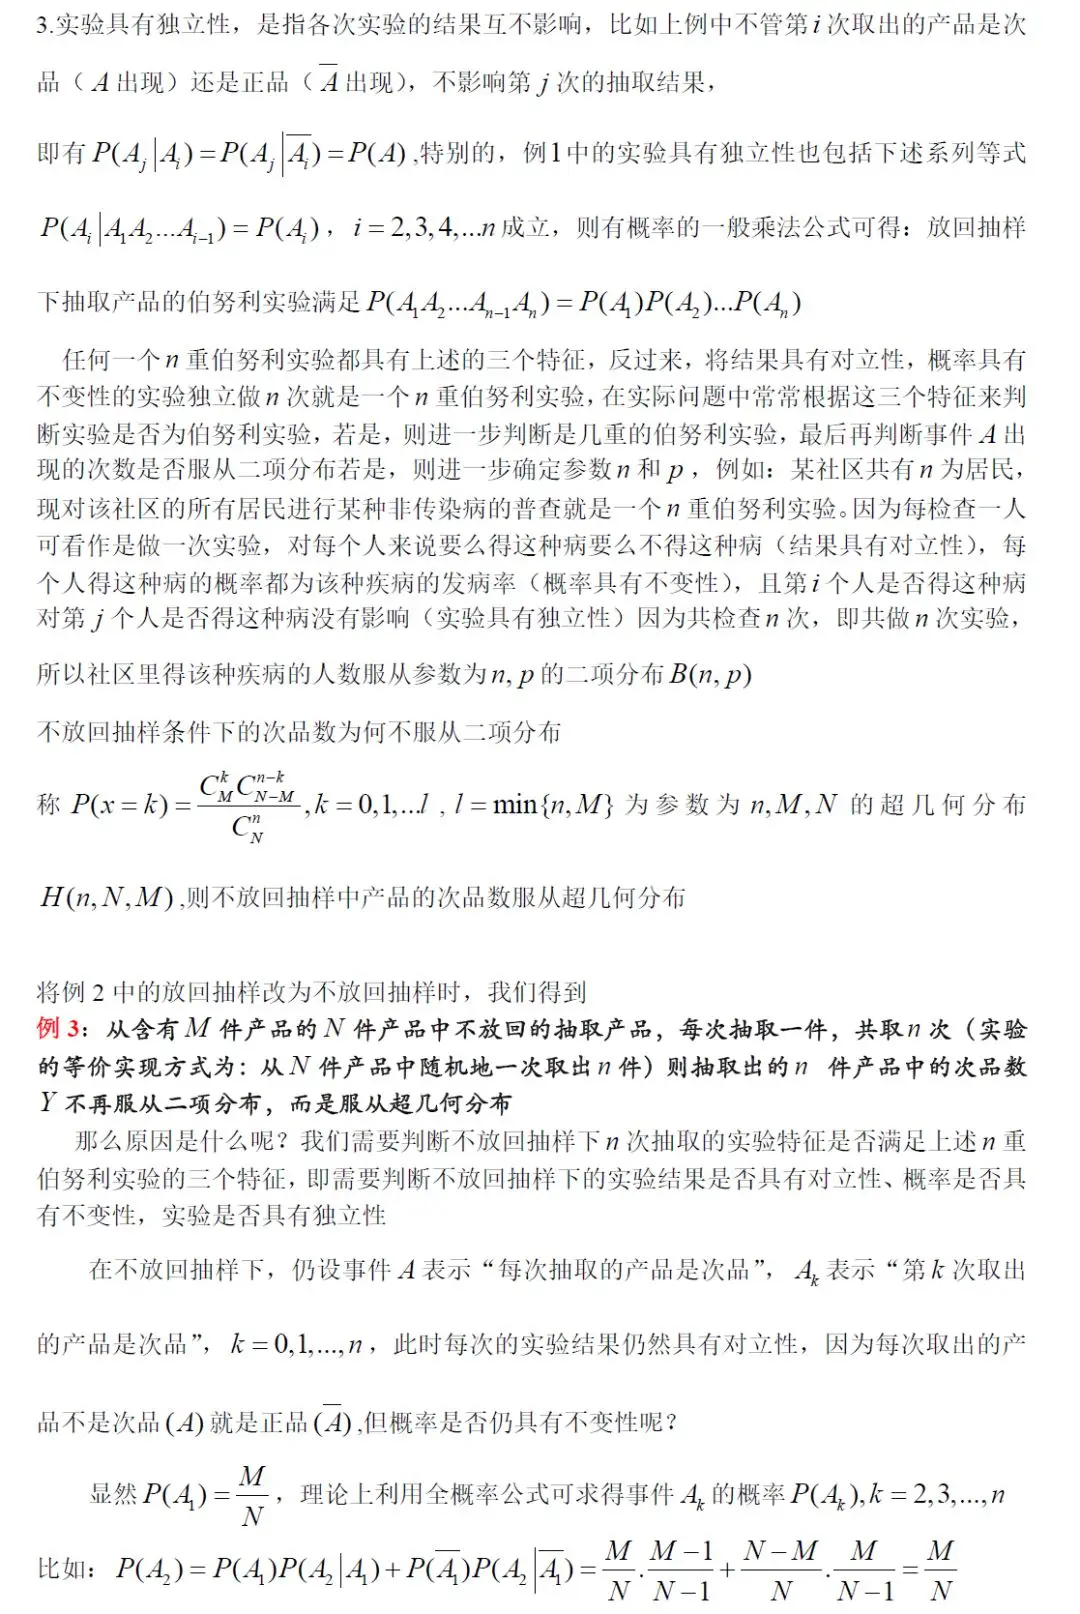 3.实验具有独立性，是指各次实验的结果互不影响，比如上例中不管第 i 次取出的产品是次
品（ A 出现）还是正品（ A̅ 出现），不影响第 j 次的抽取结果，
即有 P(A_j|A_i) = P(A_j|A̅_i) = P(A) ,特别的，例1中的实验具有独立性也包括下述系列等式
P(A_i|A_1A_2...A_{i−1}) = P(A_i) ， i = 2,3,4,...n 成立，则有概率的一般乘法公式可得：放回抽样
下抽取产品的伯努利实验满足 P(A_1A_2...A_{n−1}A_n) = P(A_1)P(A_2)...P(A_n)
任何一个 n 重伯努利实验都具有上述的三个特征，反过来，将结果具有对立性，概率具有
不变性的实验独立做 n 次就是一个 n 重伯努利实验，在实际问题中常常根据这三个特征来判
断实验是否为伯努利实验，若是，则进一步判断是几重的伯努利实验，最后再判断事件 A 出
现的次数是否服从二项分布若是，则进一步确定参数 n 和 p ，例如：某社区共有 n 为居民，
现对该社区的所有居民进行某种非传染病的普查就是一个 n 重伯努利实验。因为每检查一人
可看作是做一次实验，对每个人来说要么得这种病要么不得这种病（结果具有对立性），每
个人得这种病的概率都为该种疾病的发病率（概率具有不变性），且第 i 个人是否得这种病
对第 j 个人是否得这种病没有影响（实验具有独立性）因为共检查 n 次，即共做 n 次实验，
所以社区里得该种疾病的人数服从参数为 n, p 的二项分布 B(n, p)
不放回抽样条件下的次品数为何不服从二项分布
称 P(x = k) = \frac{C_M^k C_{N−M}^{n−k}}{C_N^n} , k = 0,1,...l , l = min{n,M} 为参数为 n,M,N 的超几何分布
H(n,N,M) ,则不放回抽样中产品的次品数服从超几何分布
将例 2 中的放回抽样改为不放回抽样时，我们得到
例 3：从含有 M 件产品的 N 件产品中不放回的抽取产品，每次抽取一件，共取 n 次（实验
的等价实现方式为：从 N 件产品中随机地一次取出 n 件）则抽取出的 n 件产品中的次品数
Y 不再服从二项分布，而是服从超几何分布
那么原因是什么呢？我们需要判断不放回抽样下 n 次抽取的实验特征是否满足上述 n 重
伯努利实验的三个特征，即需要判断不放回抽样下的实验结果是否具有对立性、概率是否具
有不变性，实验是否具有独立性
在不放回抽样下，仍设事件 A 表示“每次抽取的产品是次品”， A_k 表示“第 k 次取出
的产品是次品”， k = 0,1,...,n ，此时每次的实验结果仍然具有对立性，因为每次取出的产
品不是次品 (A) 就是正品 (A̅) ,但概率是否仍具有不变性呢？
显然 P(A_1) = \frac{M}{N} ，理论上利用全概率公式可求得事件 A_k 的概率 P(A_k), k = 2,3,...,n
比如： P(A_2) = P(A_1)P(A_2|A_1) + P(A̅_1)P(A_2|A̅_1) = \frac{M}{N}.\frac{M−1}{N−1} + \frac{N−M}{N}.\frac{M}{N−1} = \frac{M}{N}